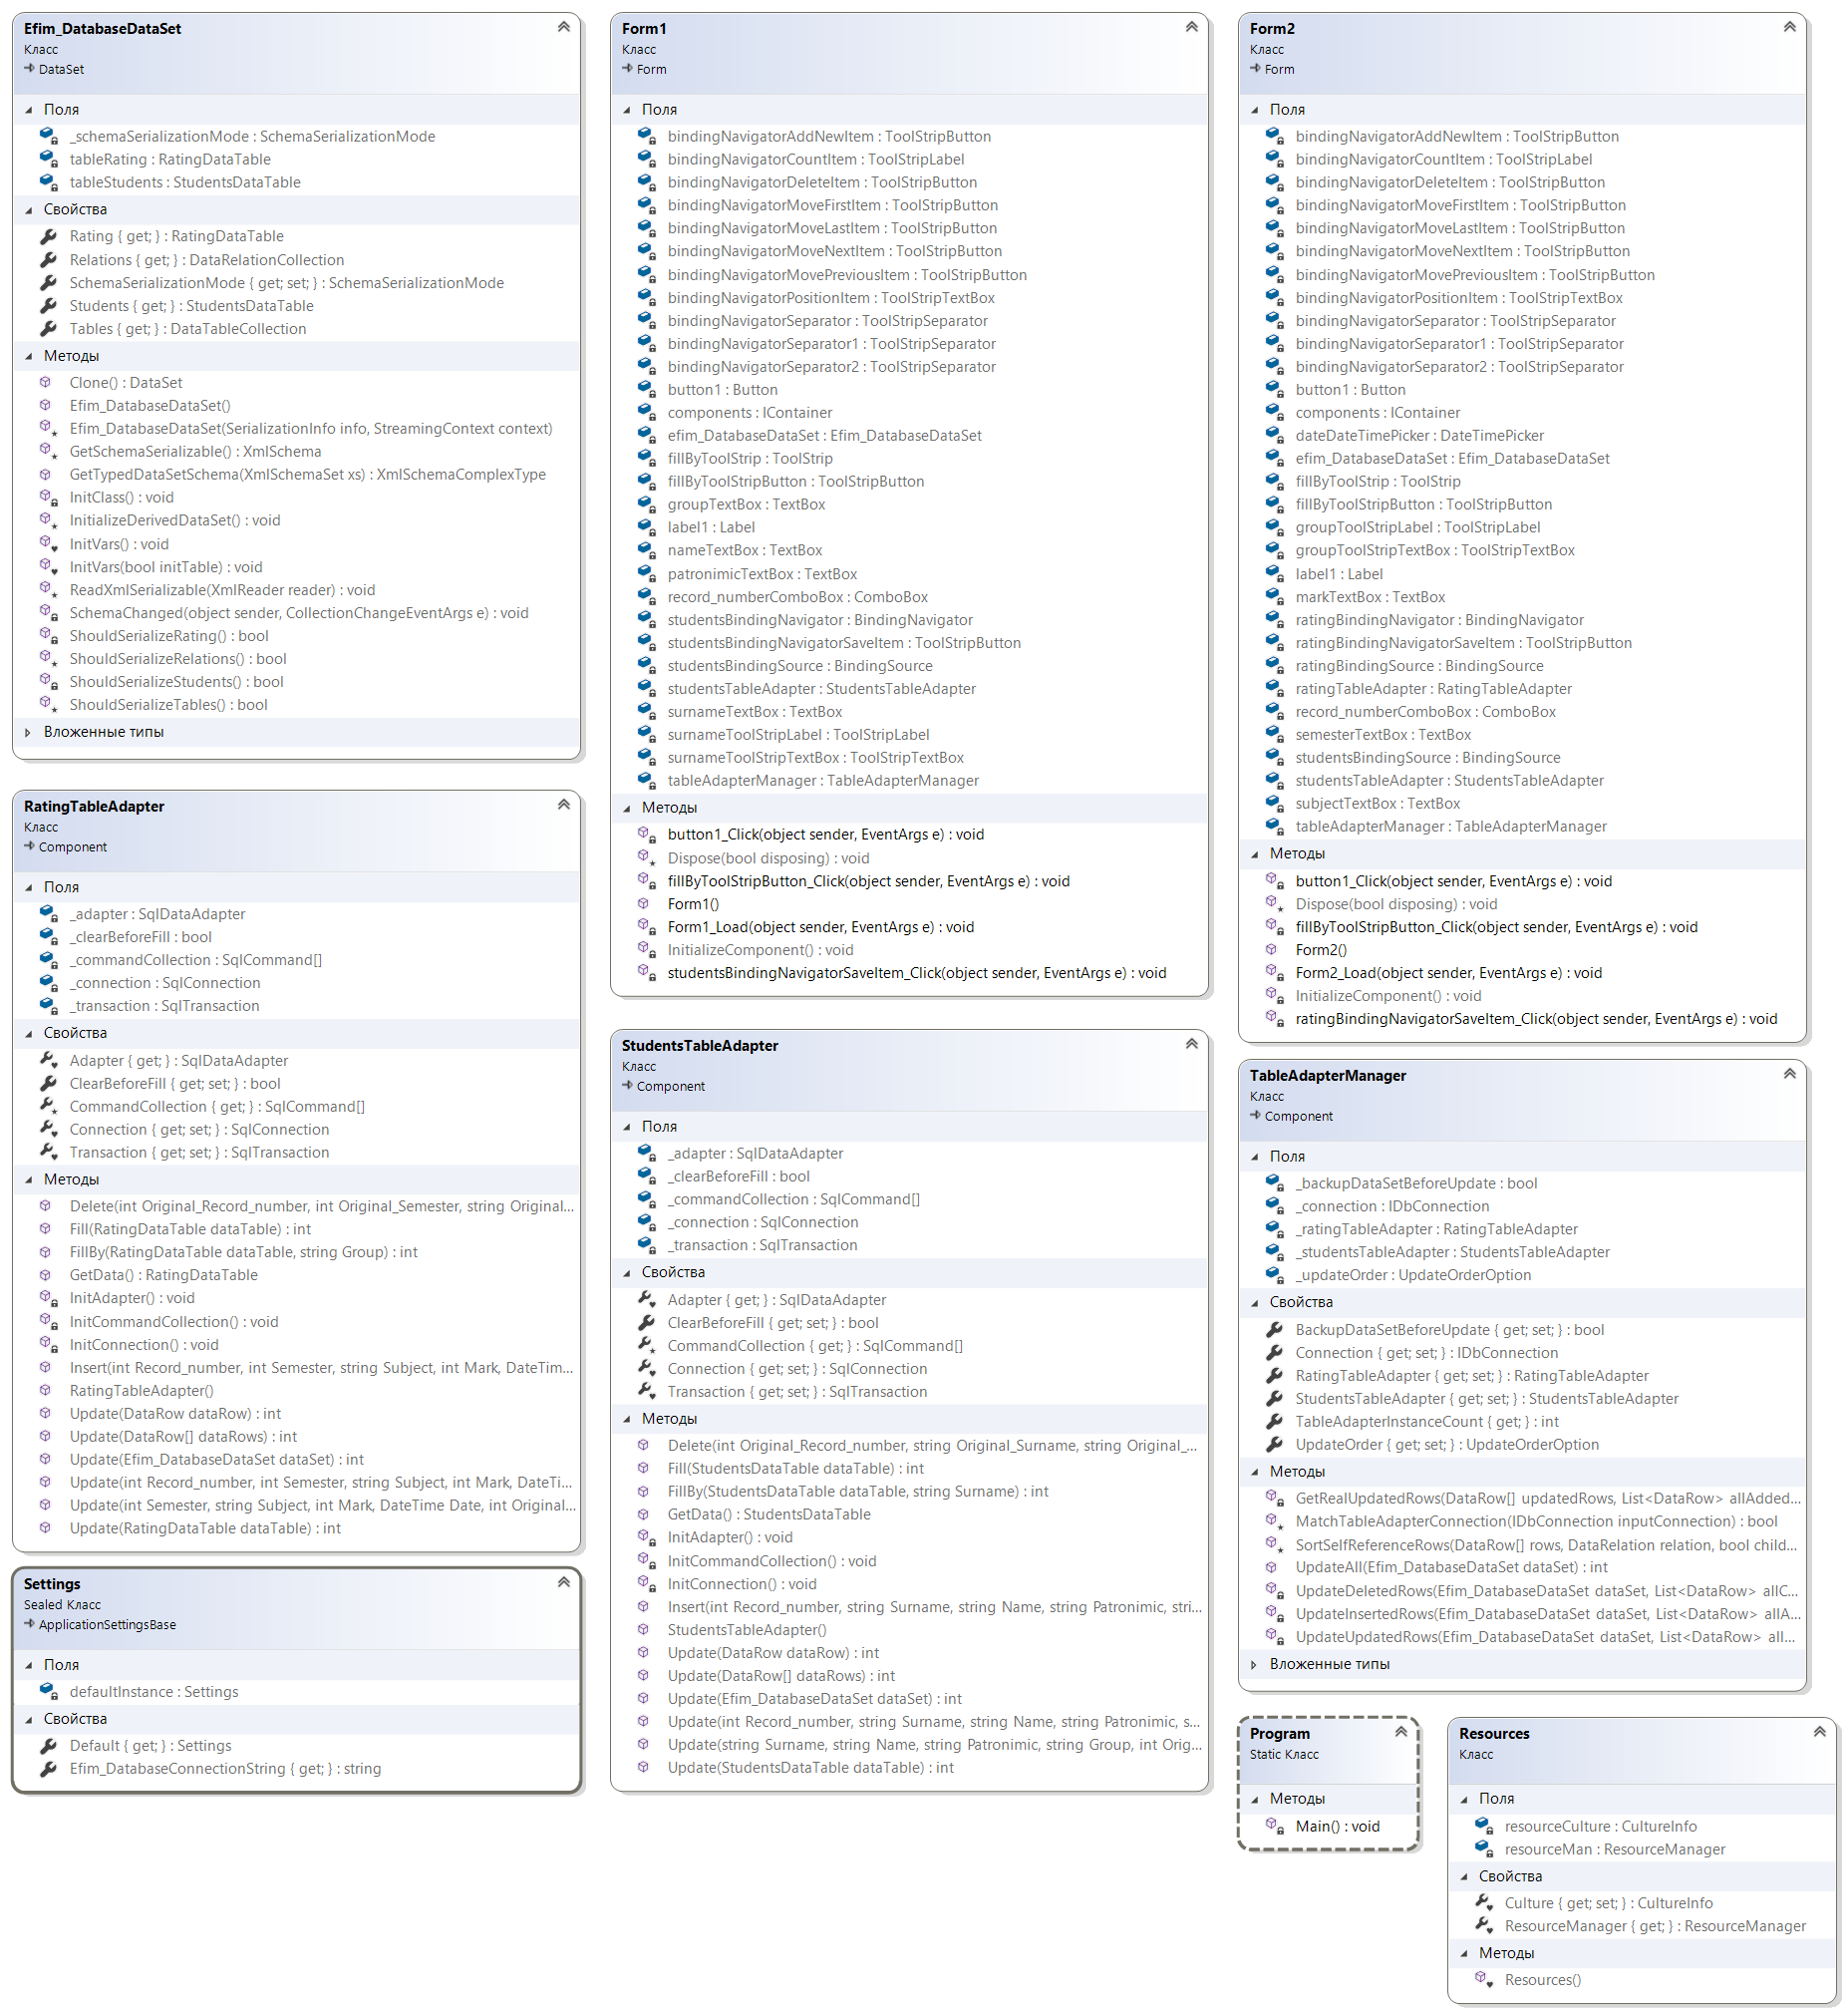 Efim_DatabaseDataSet
Класс
DataSet
Поля
_schemaSerializationMode : SchemaSerializationMode
tableRating : RatingDataTable
tableStudents : StudentsDataTable
Свойства
Rating { get; } : RatingDataTable
Relations { get; } : DataRelationCollection
SchemaSerializationMode { get; set; } : SchemaSerializationMode
Students { get; } : StudentsDataTable
Tables { get; } : DataTableCollection
Методы
Clone() : DataSet
Efim_DatabaseDataSet()
Efim_DatabaseDataSet(SerializationInfo info, StreamingContext context)
GetSchemaSerializable() : XmlSchema
GetTypedDataSetSchema(XmlSchemaSet xs) : XmlSchemaComplexType
InitClass() : void
InitializeDerivedDataSet() : void
InitVars() : void
InitVars(bool initTable) : void
ReadXmlSerializable(XmlReader reader) : void
SchemaChanged(object sender, CollectionChangeEventArgs e) : void
ShouldSerializeRating() : bool
ShouldSerializeRelations() : bool
ShouldSerializeStudents() : bool
ShouldSerializeTables() : bool
Вложенные типы
RatingTableAdapter
Класс
Component
Поля
_adapter : SqlDataAdapter
_clearBeforeFill : bool
_commandCollection : SqlCommand[]
_connection : SqlConnection
_transaction : SqlTransaction
Свойства
Adapter { get; } : SqlDataAdapter
ClearBeforeFill { get; set; } : bool
CommandCollection { get; } : SqlCommand[]
Connection { get; set; } : SqlConnection
Transaction { get; set; } : SqlTransaction
Методы
Delete(int Original_Record_number, int Original_Semester, string Original...
Fill(RatingDataTable dataTable) : int
FillBy(RatingDataTable dataTable, string Group) : int
GetData() : RatingDataTable
InitAdapter() : void
InitCommandCollection() : void
InitConnection() : void
Insert(int Record_number, int Semester, string Subject, int Mark, DateTim...
RatingTableAdapter()
Update(DataRow dataRow) : int
Update(DataRow[] dataRows) : int
Update(Efim_DatabaseDataSet dataSet) : int
Update(int Record_number, int Semester, string Subject, int Mark, DateTi...
Update(int Semester, string Subject, int Mark, DateTime Date, int Original...
Update(RatingDataTable dataTable) : int
Settings
Sealed Класс
ApplicationSettingsBase
Поля
defaultInstance : Settings
Свойства
Default { get; } : Settings
Efim_DatabaseConnectionString { get; } : string
Form1
Класс
Form
Поля
bindingNavigatorAddNewItem : ToolStripButton
bindingNavigatorCountItem : ToolStripLabel
bindingNavigatorDeleteItem : ToolStripButton
bindingNavigatorMoveFirstItem : ToolStripButton
bindingNavigatorMoveLastItem : ToolStripButton
bindingNavigatorMoveNextItem : ToolStripButton
bindingNavigatorMovePreviousItem : ToolStripButton
bindingNavigatorPositionItem : ToolStripTextBox
bindingNavigatorSeparator : ToolStripSeparator
bindingNavigatorSeparator1 : ToolStripSeparator
bindingNavigatorSeparator2 : ToolStripSeparator
button1 : Button
components : IContainer
efim_DatabaseDataSet : Efim_DatabaseDataSet
fillByToolStrip : ToolStrip
fillByToolStripButton : ToolStripButton
groupTextBox : TextBox
label1 : Label
nameTextBox : TextBox
patronimicTextBox : TextBox
record_numberComboBox : ComboBox
studentsBindingNavigator : BindingNavigator
studentsBindingNavigatorSaveItem : ToolStripButton
studentsBindingSource : BindingSource
studentsTableAdapter : StudentsTableAdapter
surnameTextBox : TextBox
surnameToolStripLabel : ToolStripLabel
surnameToolStripTextBox : ToolStripTextBox
tableAdapterManager : TableAdapterManager
Методы
button1_Click(object sender, EventArgs e) : void
Dispose(bool disposing) : void
fillByToolStripButton_Click(object sender, EventArgs e) : void
Form1()
Form1_Load(object sender, EventArgs e) : void
InitializeComponent() : void
studentsBindingNavigatorSaveItem_Click(object sender, EventArgs e) : void
StudentsTableAdapter
Класс
Component
Поля
_adapter : SqlDataAdapter
_clearBeforeFill : bool
_commandCollection : SqlCommand[]
_connection : SqlConnection
_transaction : SqlTransaction
Свойства
Adapter { get; } : SqlDataAdapter
ClearBeforeFill { get; set; } : bool
CommandCollection { get; } : SqlCommand[]
Connection { get; set; } : SqlConnection
Transaction { get; set; } : SqlTransaction
Методы
Delete(int Original_Record_number, string Original_Surname, string Original_...
Fill(StudentsDataTable dataTable) : int
FillBy(StudentsDataTable dataTable, string Surname) : int
GetData() : StudentsDataTable
InitAdapter() : void
InitCommandCollection() : void
InitConnection() : void
Insert(int Record_number, string Surname, string Name, string Patronimic, stri...
StudentsTableAdapter()
Update(DataRow dataRow) : int
Update(DataRow[] dataRows) : int
Update(Efim_DatabaseDataSet dataSet) : int
Update(int Record_number, string Surname, string Name, string Patronimic, s...
Update(string Surname, string Name, string Patronimic, string Group, int Orig...
Update(StudentsDataTable dataTable) : int
Form2
Класс
Form
Поля
bindingNavigatorAddNewItem : ToolStripButton
bindingNavigatorCountItem : ToolStripLabel
bindingNavigatorDeleteItem : ToolStripButton
bindingNavigatorMoveFirstItem : ToolStripButton
bindingNavigatorMoveLastItem : ToolStripButton
bindingNavigatorMoveNextItem : ToolStripButton
bindingNavigatorMovePreviousItem : ToolStripButton
bindingNavigatorPositionItem : ToolStripTextBox
bindingNavigatorSeparator : ToolStripSeparator
bindingNavigatorSeparator1 : ToolStripSeparator
bindingNavigatorSeparator2 : ToolStripSeparator
button1 : Button
components : IContainer
dateDateTimePicker : DateTimePicker
efim_DatabaseDataSet : Efim_DatabaseDataSet
fillByToolStrip : ToolStrip
fillByToolStripButton : ToolStripButton
groupToolStripLabel : ToolStripLabel
groupToolStripTextBox : ToolStripTextBox
label1 : Label
markTextBox : TextBox
ratingBindingNavigator : BindingNavigator
ratingBindingNavigatorSaveItem : ToolStripButton
ratingBindingSource : BindingSource
ratingTableAdapter : RatingTableAdapter
record_numberComboBox : ComboBox
semesterTextBox : TextBox
studentsBindingSource : BindingSource
studentsTableAdapter : StudentsTableAdapter
subjectTextBox : TextBox
tableAdapterManager : TableAdapterManager
Методы
button1_Click(object sender, EventArgs e) : void
Dispose(bool disposing) : void
fillByToolStripButton_Click(object sender, EventArgs e) : void
Form2()
Form2_Load(object sender, EventArgs e) : void
InitializeComponent() : void
ratingBindingNavigatorSaveItem_Click(object sender, EventArgs e) : void
TableAdapterManager
Класс
Component
Поля
_backupDataSetBeforeUpdate : bool
_connection : IDbConnection
_ratingTableAdapter : RatingTableAdapter
_studentsTableAdapter : StudentsTableAdapter
_updateOrder : UpdateOrderOption
Свойства
BackupDataSetBeforeUpdate { get; set; } : bool
Connection { get; set; } : IDbConnection
RatingTableAdapter { get; set; } : RatingTableAdapter
StudentsTableAdapter { get; set; } : StudentsTableAdapter
TableAdapterInstanceCount { get; } : int
UpdateOrder { get; set; } : UpdateOrderOption
Методы
GetRealUpdatedRows(DataRow[] updatedRows, List<DataRow> allAdded...
MatchTableAdapterConnection(IDbConnection inputConnection) : bool
SortSelfReferenceRows(DataRow[] rows, DataRelation relation, bool child...
UpdateAll(Efim_DatabaseDataSet dataSet) : int
UpdateDeletedRows(Efim_DatabaseDataSet dataSet, List<DataRow> allC...
UpdateInsertedRows(Efim_DatabaseDataSet dataSet, List<DataRow> allA...
UpdateUpdatedRows(Efim_DatabaseDataSet dataSet, List<DataRow> all...
Вложенные типы
Program
Static Класс
Методы
Main() : void
Resources
Класс
Поля
resourceCulture : CultureInfo
resourceMan : ResourceManager
Свойства
Culture { get; set; } : CultureInfo
ResourceManager { get; } : ResourceManager
Методы
Resources()